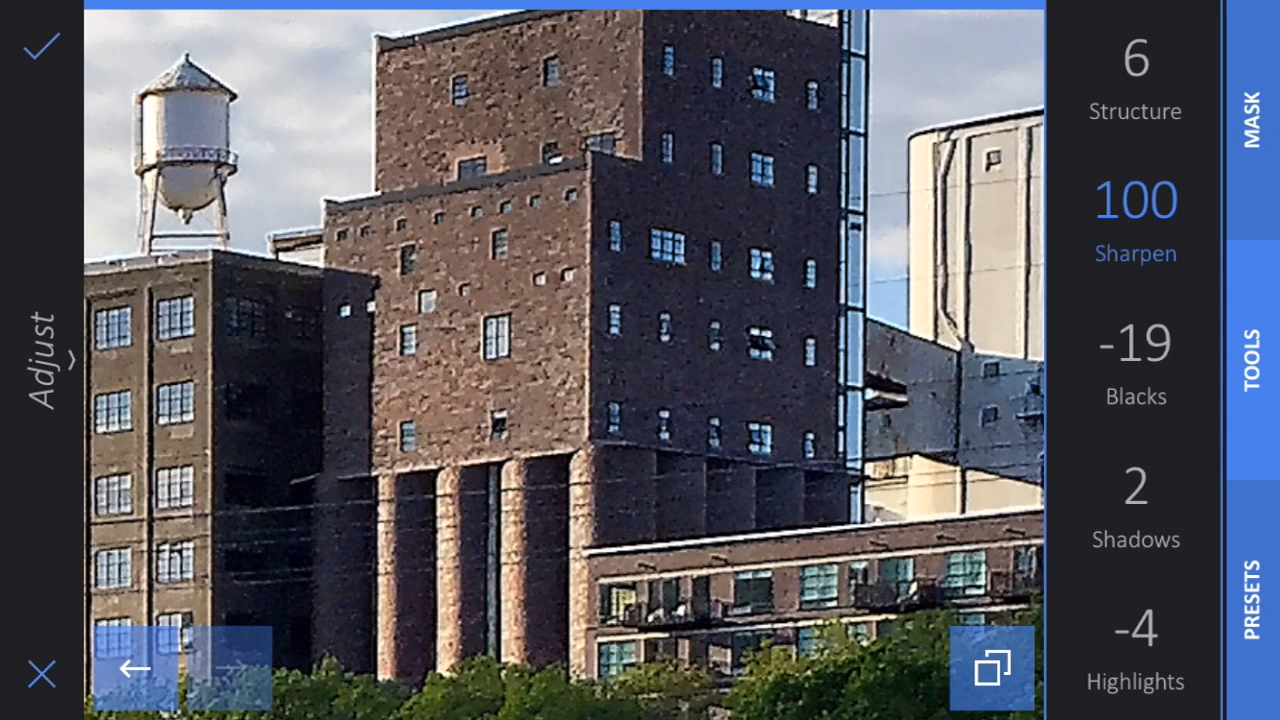 Adjust
6
Structure
100
Sharpen
-19
Blacks
2
Shadows
-4
Highlights
MASK
TOOLS
PRESETS